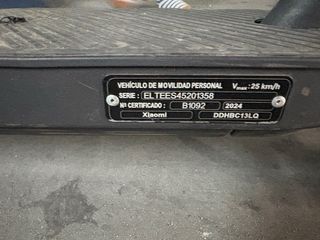 VEHÍCULO DE MOVILIDAD PERSONAL Vmax: 25 km/h
SERIE: ELTEES45201358
Nº CERTIFICADO: B1092 2024
Xiaomi DDHBC13LQ